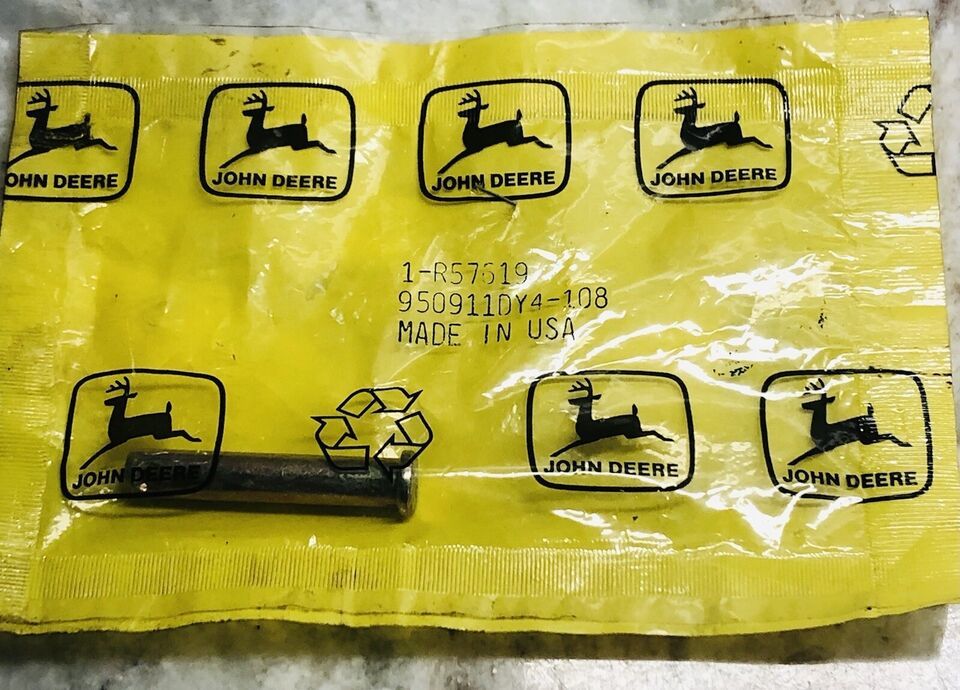 JOHN DEERE JOHN DEERE JOHN DEERE JOHN DEERE
1-R57619
950911DY4-108
MADE IN USA
JOHN DEERE JOHN DEERE JOHN DEERE